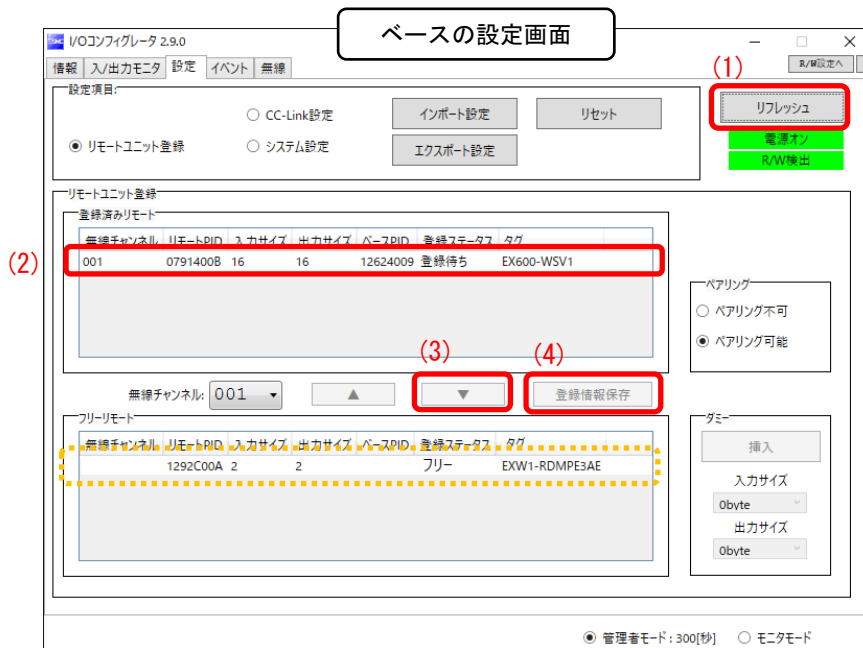 ベースの設定画面
I/Oコンフィグレータ 2.9.0
情報 入/出力モニタ 設定 イベント 無線
R/W設定へ
(1)
設定項目:
CC-Link設定 インポート設定 リセット リフレッシュ
リモートユニット登録 システム設定 エクスポート設定
電源オン
R/W検出
リモートユニット登録
登録済みリモート
無線チャンネル リモートPID 入力サイズ 出力サイズ ベースPID 登録ステータス タグ
(2)
001 0791400B 16 16 12624009 登録待ち EX600-WSV1
ペアリング
ペアリング不可
ペアリング可能
(3) (4)
無線チャンネル: 001 ▼ ▲ ▼ 登録情報保存
フリーリモート
無線チャンネル リモートPID 入力サイズ 出力サイズ ベースPID 登録ステータス タグ
1292C00A 2 2 フリー EXW1-RDMPE3AE
ダミー
挿入
入力サイズ
0byte
出力サイズ
0byte
管理者モード : 300[秒] モニタモード